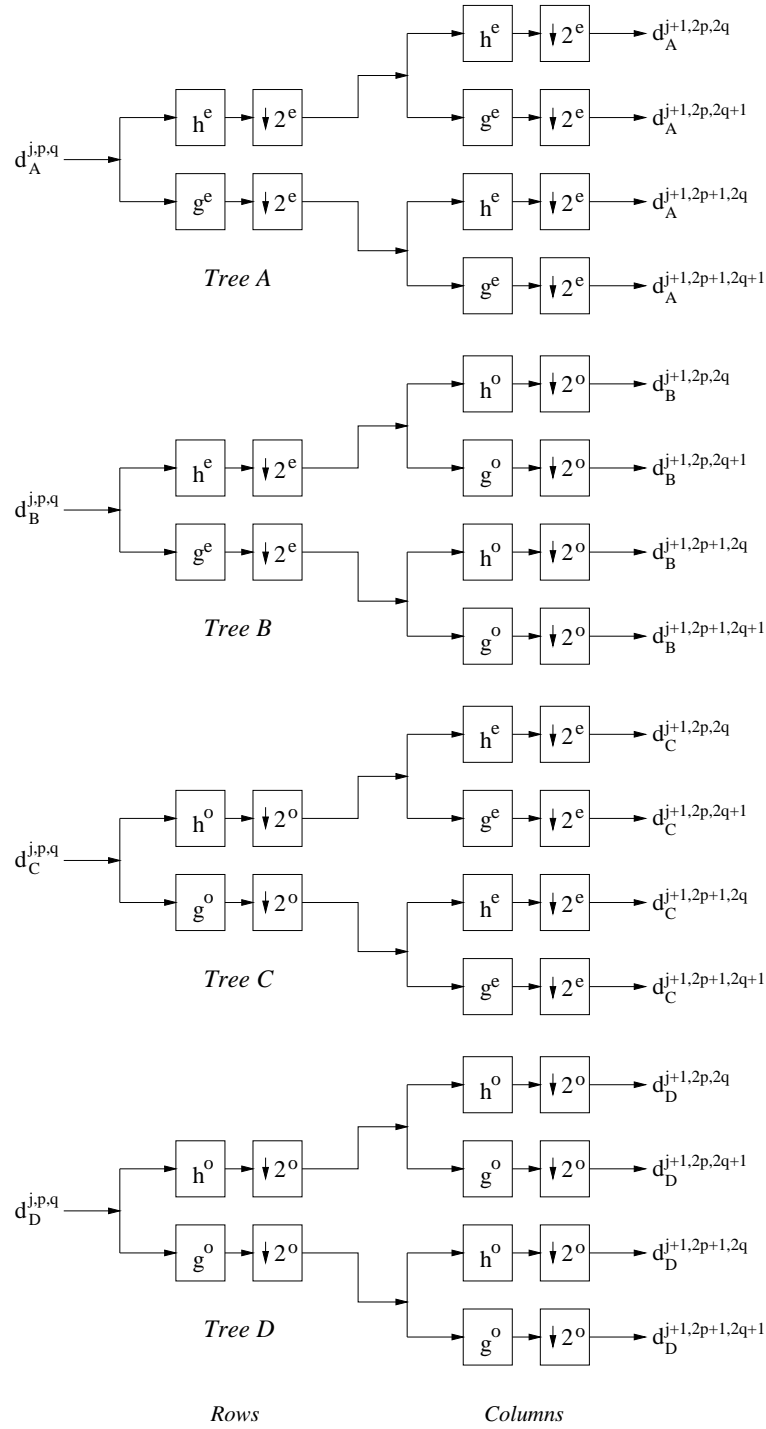 h^e ↓2^e d_A^{j+1,2p,2q}
h^e ↓2^e g^e ↓2^e d_A^{j+1,2p,2q+1}
d_A^{j,p,q}
g^e ↓2^e h^e ↓2^e d_A^{j+1,2p+1,2q}
Tree A g^e ↓2^e d_A^{j+1,2p+1,2q+1}
h^o ↓2^o d_B^{j+1,2p,2q}
h^e ↓2^e g^o ↓2^o d_B^{j+1,2p,2q+1}
d_B^{j,p,q}
g^e ↓2^e h^o ↓2^o d_B^{j+1,2p+1,2q}
Tree B g^o ↓2^o d_B^{j+1,2p+1,2q+1}
h^e ↓2^e d_C^{j+1,2p,2q}
h^o ↓2^o g^e ↓2^e d_C^{j+1,2p,2q+1}
d_C^{j,p,q}
g^o ↓2^o h^e ↓2^e d_C^{j+1,2p+1,2q}
Tree C g^e ↓2^e d_C^{j+1,2p+1,2q+1}
h^o ↓2^o d_D^{j+1,2p,2q}
h^o ↓2^o g^o ↓2^o d_D^{j+1,2p,2q+1}
d_D^{j,p,q}
g^o ↓2^o h^o ↓2^o d_D^{j+1,2p+1,2q}
Tree D g^o ↓2^o d_D^{j+1,2p+1,2q+1}
Rows Columns